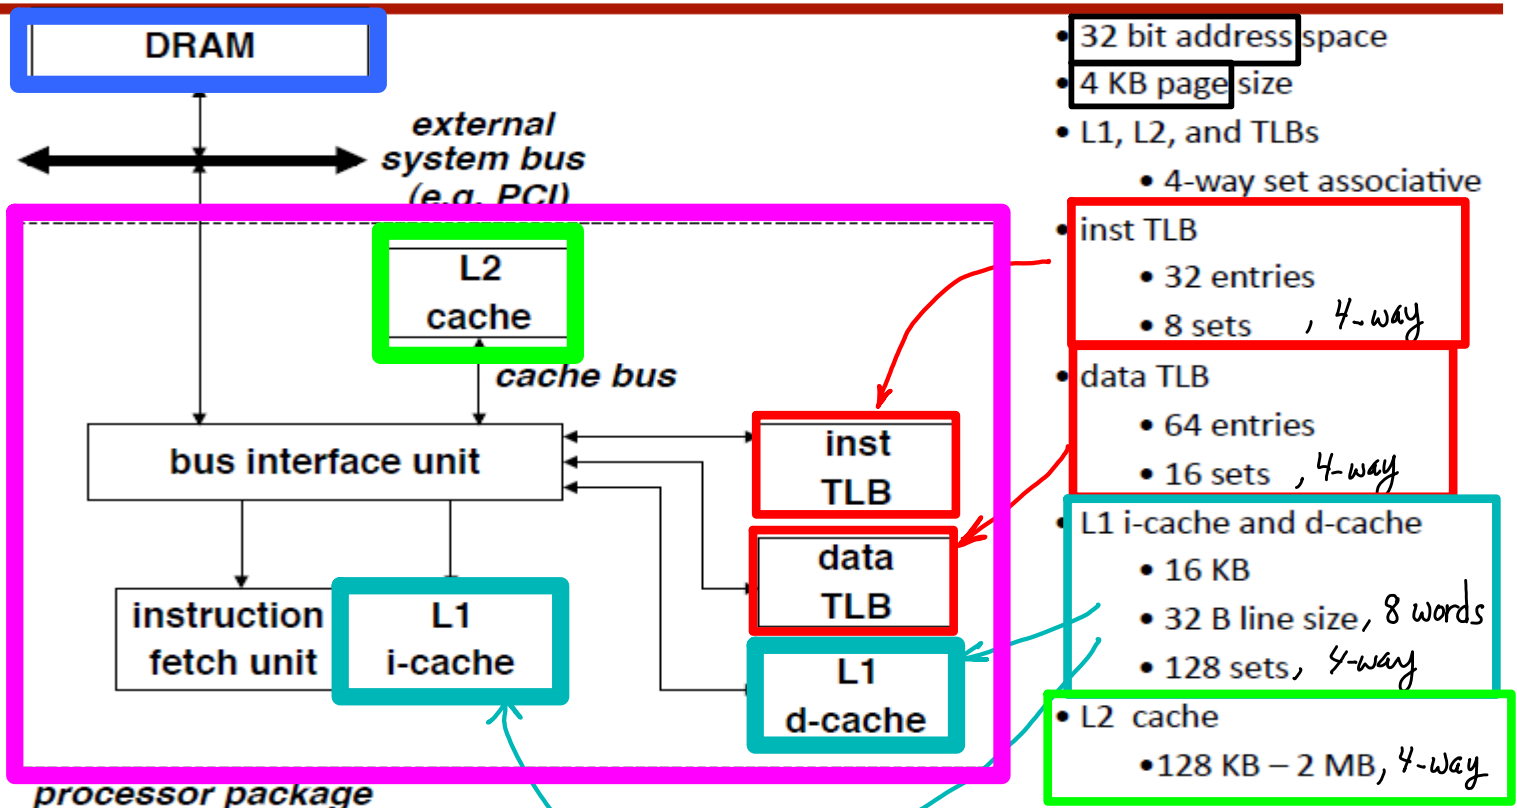 DRAM
external
system bus
(e.g. PCI)
L2
cache
cache bus
bus interface unit
inst
TLB
data
TLB
instruction
fetch unit
L1
i-cache
L1
d-cache
processor package
• 32 bit address space
• 4 KB page size
• L1, L2, and TLBs
• 4-way set associative
• inst TLB
• 32 entries
• 8 sets , 4-way
• data TLB
• 64 entries
• 16 sets , 4-way
• L1 i-cache and d-cache
• 16 KB
• 32 B line size, 8 words
• 128 sets, 4-way
• L2 cache
•128 KB – 2 MB, 4-way